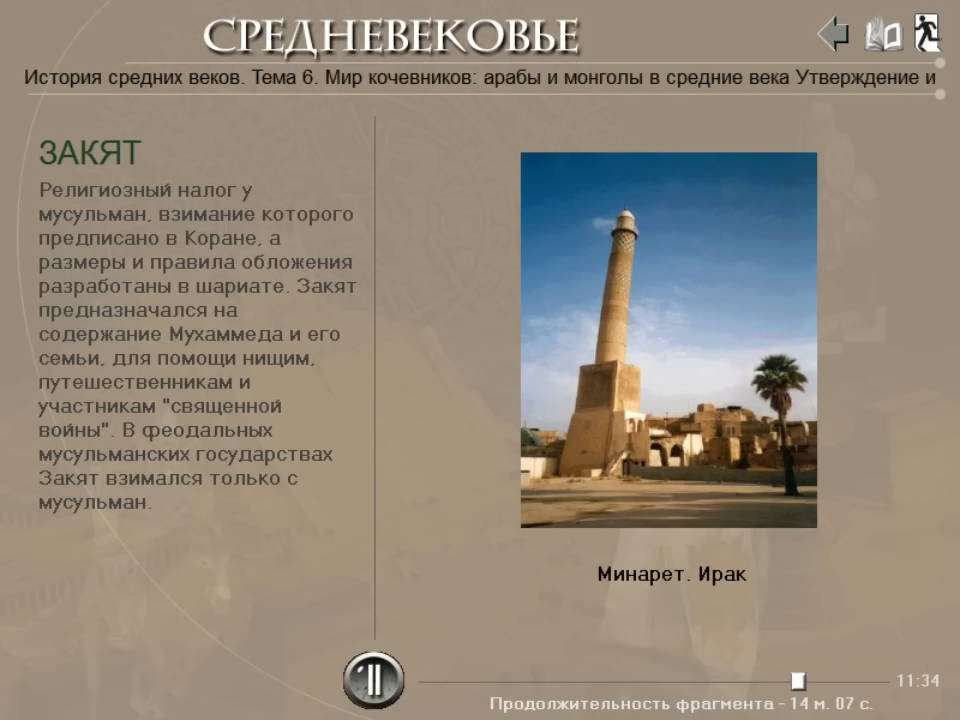 СРЕДНЕВЕКОВЬЕ
История средних веков. Тема 6. Мир кочевников: арабы и монголы в средние века Утверждение и
ЗАКЯТ
Религиозный налог у
мусульман, взимание которого
предписано в Коране, а
размеры и правила обложения
разработаны в шариате. Закят
предназначался на
содержание Мухаммеда и его
семьи, для помощи нищим,
путешественникам и
участникам "священной
войны". В феодальных
мусульманских государствах
Закят взимался только с
мусульман.
Минарет. Ирак
11:34
Продолжительность фрагмента - 14 м. 07 с.